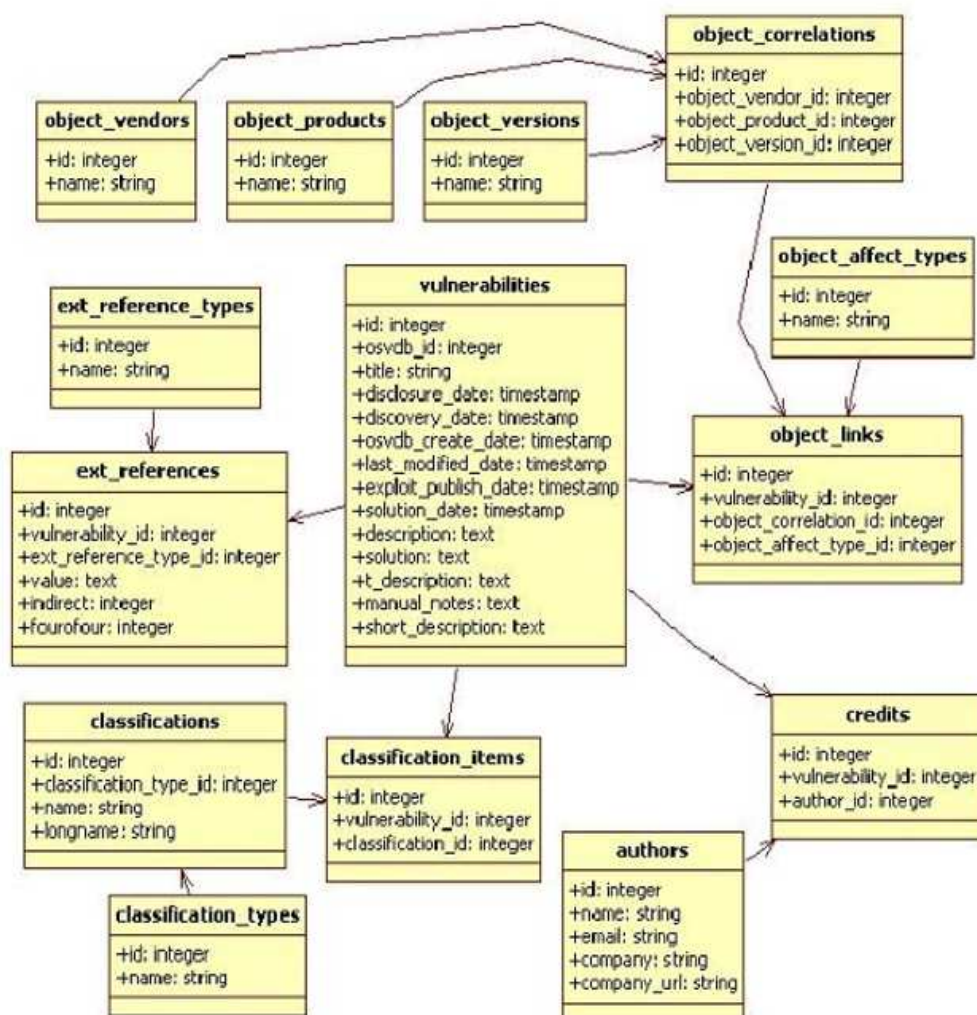 object_correlations
+id: integer
+object_vendor_id: integer
+object_product_id: integer
+object_version_id: integer
object_vendors
+id: integer
+name: string
object_products
+id: integer
+name: string
object_versions
+id: integer
+name: string
object_affect_types
+id: integer
+name: string
vulnerabilities
+id: integer
+osvdb_id: integer
+title: string
+disclosure_date: timestamp
+discovery_date: timestamp
+osvdb_create_date: timestamp
+last_modified_date: timestamp
+exploit_publish_date: timestamp
+solution_date: timestamp
+description: text
+solution: text
+t_description: text
+manual_notes: text
+short_description: text
ext_reference_types
+id: integer
+name: string
ext_references
+id: integer
+vulnerability_id: integer
+ext_reference_type_id: integer
+value: text
+indirect: integer
+fourofour: integer
object_links
+id: integer
+vulnerability_id: integer
+object_correlation_id: integer
+object_affect_type_id: integer
classifications
+id: integer
+classification_type_id: integer
+name: string
+longname: string
classification_items
+id: integer
+vulnerability_id: integer
+classification_id: integer
credits
+id: integer
+vulnerability_id: integer
+author_id: integer
classification_types
+id: integer
+name: string
authors
+id: integer
+name: string
+email: string
+company: string
+company_url: string